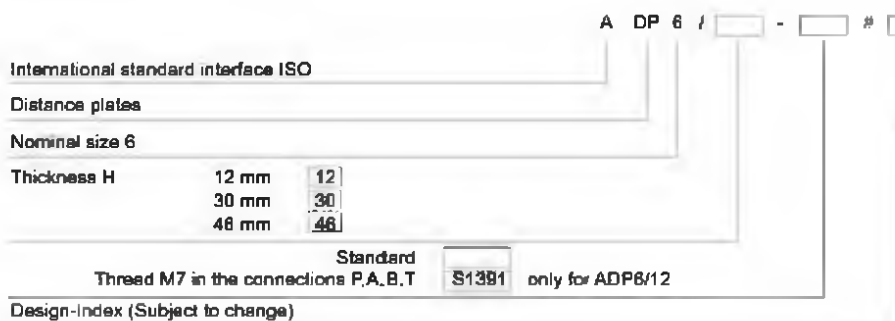 A DP 6 / - #
International standard interface ISO
Distance plates
Nominal size 6
Thickness H 12 mm 12
30 mm 30
46 mm 46
Standard
Thread M7 in the connections P,A,B,T S1391 only for ADP6/12
Design-Index (Subject to change)